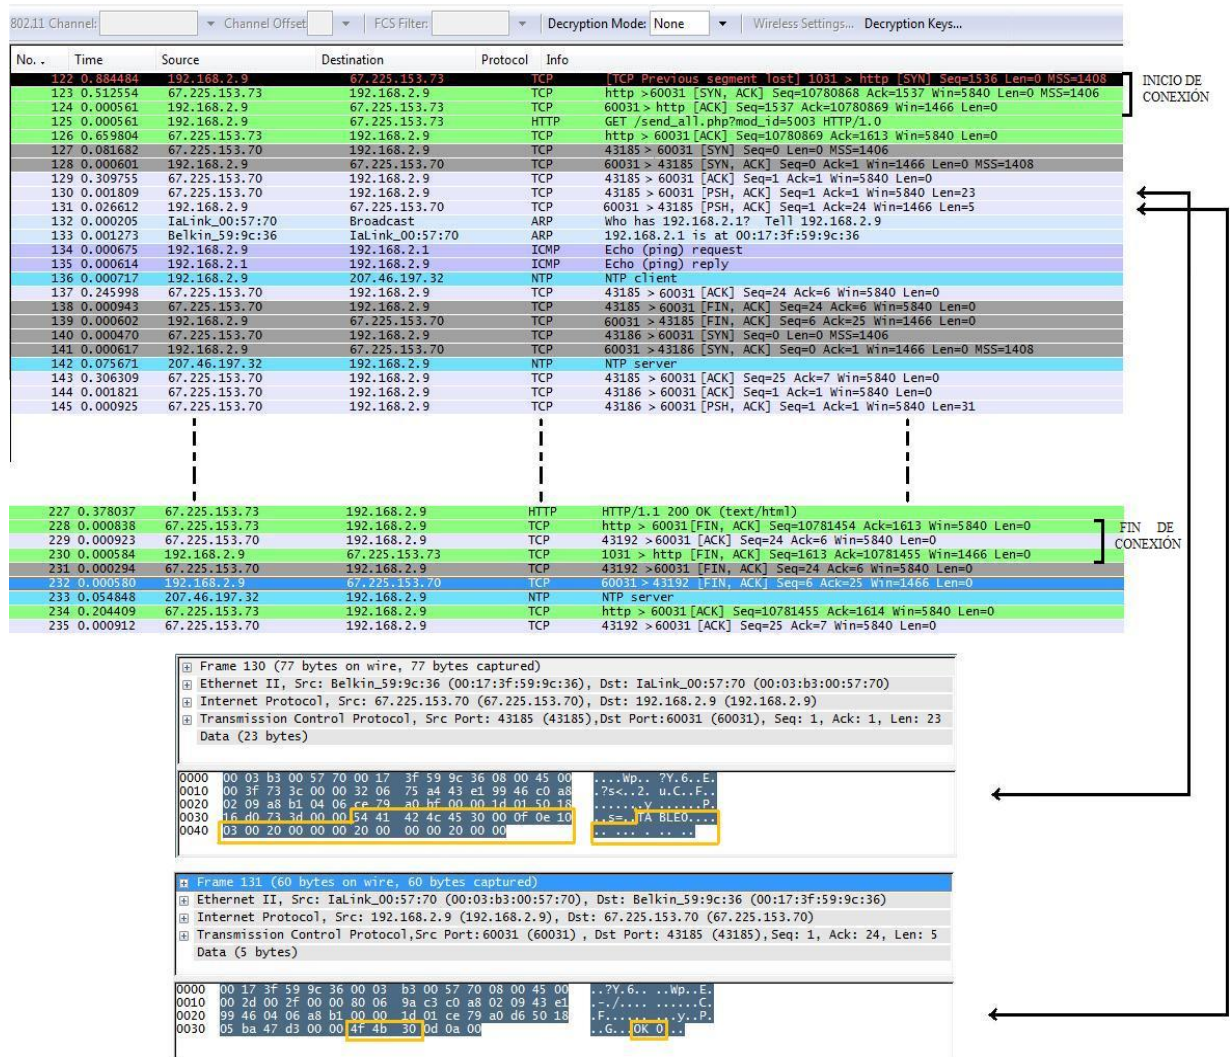 802.11 Channel: Channel Offset FCS Filter: Decryption Mode: None Wireless Settings... Decryption Keys...
No. . Time Source Destination Protocol Info
122 0.884484 192.168.2.9 67.225.153.73 TCP [TCP Previous segment lost] 1031 > http [SYN] Seq=1536 Len=0 MSS=1408
123 0.512554 67.225.153.73 192.168.2.9 TCP http >60031 [SYN, ACK] Seq=10780868 Ack=1537 Win=5840 Len=0 MSS=1406
124 0.000561 192.168.2.9 67.225.153.73 TCP 60031 > http [ACK] Seq=1537 Ack=10780869 Win=1466 Len=0
125 0.000561 192.168.2.9 67.225.153.73 HTTP GET /send_all.php?mod_id=5003 HTTP/1.0
126 0.659804 67.225.153.73 192.168.2.9 TCP http > 60031 [ACK] Seq=10780869 Ack=1613 Win=5840 Len=0
INICIO DE
CONEXIÓN
127 0.081682 67.225.153.70 192.168.2.9 TCP 43185 > 60031 [SYN] Seq=0 Len=0 MSS=1406
128 0.000601 192.168.2.9 67.225.153.70 TCP 60031 > 43185 [SYN, ACK] Seq=0 Ack=1 Win=1466 Len=0 MSS=1408
129 0.309755 67.225.153.70 192.168.2.9 TCP 43185 > 60031 [ACK] Seq=1 Ack=1 Win=5840 Len=0
130 0.001809 67.225.153.70 192.168.2.9 TCP 43185 > 60031 [PSH, ACK] Seq=1 Ack=1 Win=5840 Len=23
131 0.026612 192.168.2.9 67.225.153.70 TCP 60031 > 43185 [PSH, ACK] Seq=1 Ack=24 Win=1466 Len=5
132 0.000205 IaLink_00:57:70 Broadcast ARP Who has 192.168.2.1? Tell 192.168.2.9
133 0.001273 Belkin_59:9c:36 IaLink_00:57:70 ARP 192.168.2.1 is at 00:17:3f:59:9c:36
134 0.000675 192.168.2.9 192.168.2.1 ICMP Echo (ping) request
135 0.000614 192.168.2.1 192.168.2.9 ICMP Echo (ping) reply
136 0.000717 192.168.2.9 207.46.197.32 NTP NTP client
137 0.245998 67.225.153.70 192.168.2.9 TCP 43185 > 60031 [ACK] Seq=24 Ack=6 Win=5840 Len=0
138 0.000943 67.225.153.70 192.168.2.9 TCP 43185 > 60031 [FIN, ACK] Seq=24 Ack=6 Win=5840 Len=0
139 0.000602 192.168.2.9 67.225.153.70 TCP 60031 > 43185 [FIN, ACK] Seq=6 Ack=25 Win=1466 Len=0
140 0.000470 67.225.153.70 192.168.2.9 TCP 43186 > 60031 [SYN] Seq=0 Len=0 MSS=1406
141 0.000617 192.168.2.9 67.225.153.70 TCP 60031 >43186 [SYN, ACK] Seq=0 Ack=1 Win=1466 Len=0 MSS=1408
142 0.075671 207.46.197.32 192.168.2.9 NTP NTP server
143 0.306309 67.225.153.70 192.168.2.9 TCP 43185 > 60031 [ACK] Seq=25 Ack=7 Win=5840 Len=0
144 0.001821 67.225.153.70 192.168.2.9 TCP 43186 > 60031 [ACK] Seq=1 Ack=1 Win=5840 Len=0
145 0.000925 67.225.153.70 192.168.2.9 TCP 43186 > 60031 [PSH, ACK] Seq=1 Ack=1 Win=5840 Len=31
227 0.378037 67.225.153.73 192.168.2.9 HTTP HTTP/1.1 200 OK (text/html)
228 0.000838 67.225.153.73 192.168.2.9 TCP http > 60031 [FIN, ACK] Seq=10781454 Ack=1613 Win=5840 Len=0
229 0.000923 67.225.153.70 192.168.2.9 TCP 43192 >60031 [ACK] Seq=24 Ack=6 Win=5840 Len=0
230 0.000584 192.168.2.9 67.225.153.73 TCP 1031 > http [FIN, ACK] Seq=1613 Ack=10781455 Win=1466 Len=0
FIN DE
CONEXIÓN
231 0.000294 67.225.153.70 192.168.2.9 TCP 43192 >60031 [FIN, ACK] Seq=24 Ack=6 Win=5840 Len=0
232 0.000580 192.168.2.9 67.225.153.70 TCP 60031 > 43192 [FIN, ACK] Seq=6 Ack=25 Win=1466 Len=0
233 0.054848 207.46.197.32 192.168.2.9 NTP NTP server
234 0.204409 67.225.153.73 192.168.2.9 TCP http > 60031 [ACK] Seq=10781455 Ack=1614 Win=5840 Len=0
235 0.000912 67.225.153.70 192.168.2.9 TCP 43192 >60031 [ACK] Seq=25 Ack=7 Win=5840 Len=0
Frame 130 (77 bytes on wire, 77 bytes captured)
Ethernet II, Src: Belkin_59:9c:36 (00:17:3f:59:9c:36), Dst: IaLink_00:57:70 (00:03:b3:00:57:70)
Internet Protocol, Src: 67.225.153.70 (67.225.153.70), Dst: 192.168.2.9 (192.168.2.9)
Transmission Control Protocol, Src Port: 43185 (43185),Dst Port:60031 (60031), Seq: 1, Ack: 1, Len: 23
Data (23 bytes)
0000 00 03 b3 00 57 70 00 17 3f 59 9c 36 08 00 45 00 ....Wp.. ?Y.6..E.
0010 00 3f 73 3c 00 00 32 06 75 a4 43 e1 99 46 c0 a8 .?s<..2. u.C..F..
0020 02 09 a8 b1 04 06 ce 79 a0 bf 00 00 1d 01 50 18 .......y ......P.
0030 16 d0 73 3d 00 00 54 41 42 4c 45 30 00 0f 0e 10 ..s=..TA BLE0....
0040 03 00 20 00 00 00 20 00 00 00 20 00 00 .. ... . .. ..
Frame 131 (60 bytes on wire, 60 bytes captured)
Ethernet II, Src: IaLink_00:57:70 (00:03:b3:00:57:70), Dst: Belkin_59:9c:36 (00:17:3f:59:9c:36)
Internet Protocol, Src: 192.168.2.9 (192.168.2.9), Dst: 67.225.153.70 (67.225.153.70)
Transmission Control Protocol,Src Port: 60031 (60031) , Dst Port: 43185 (43185),Seq: 1, Ack: 24, Len: 5
Data (5 bytes)
0000 00 17 3f 59 9c 36 00 03 b3 00 57 70 08 00 45 00 ..?Y.6.. ..Wp..E.
0010 00 2d 00 2f 00 00 80 06 9a c3 c0 a8 02 09 43 e1 .-./.... ......C.
0020 99 46 04 06 a8 b1 00 00 1d 01 ce 79 a0 d6 50 18 .F...... ...y..P.
0030 05 ba 47 d3 00 00 4f 4b 30 0d 0a 00 ..G...OK 0...